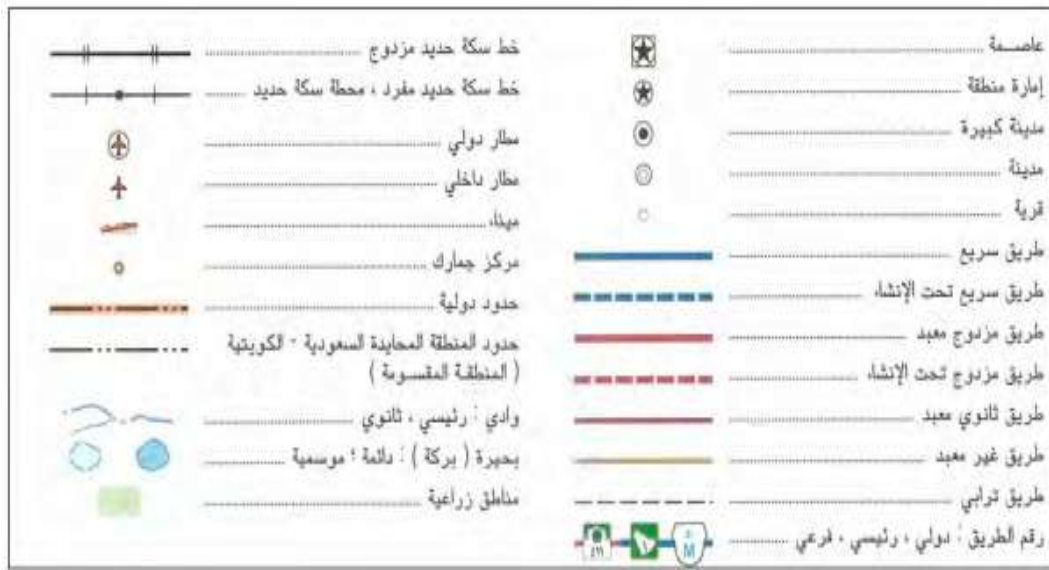 عاصــمة
إمارة منطقة
مدينة كبيرة
مدينة
قرية
طريق سريع
طريق سريع تحت الإنشاء
طريق مزدوج معبد
طريق مزدوج تحت الإنشاء
طريق ثانوي معبد
طريق غير معبد
طريق ترابي
رقم الطريق : دولي ، رئيسي ، فرعي
M
خط سكة حديد مزدوج
خط سكة حديد مفرد ، محطة سكة حديد
مطار دولي
مطار داخلي
ميناء
مركز جمارك
حدود دولية
حدود المنطقة المحايدة السعودية - الكويتية
( المنطقـة المقســومة )
وادي : رئيسي ، ثانوي
بحيرة ( بركة ) : دائمة ؛ موسمية
مناطق زراعية